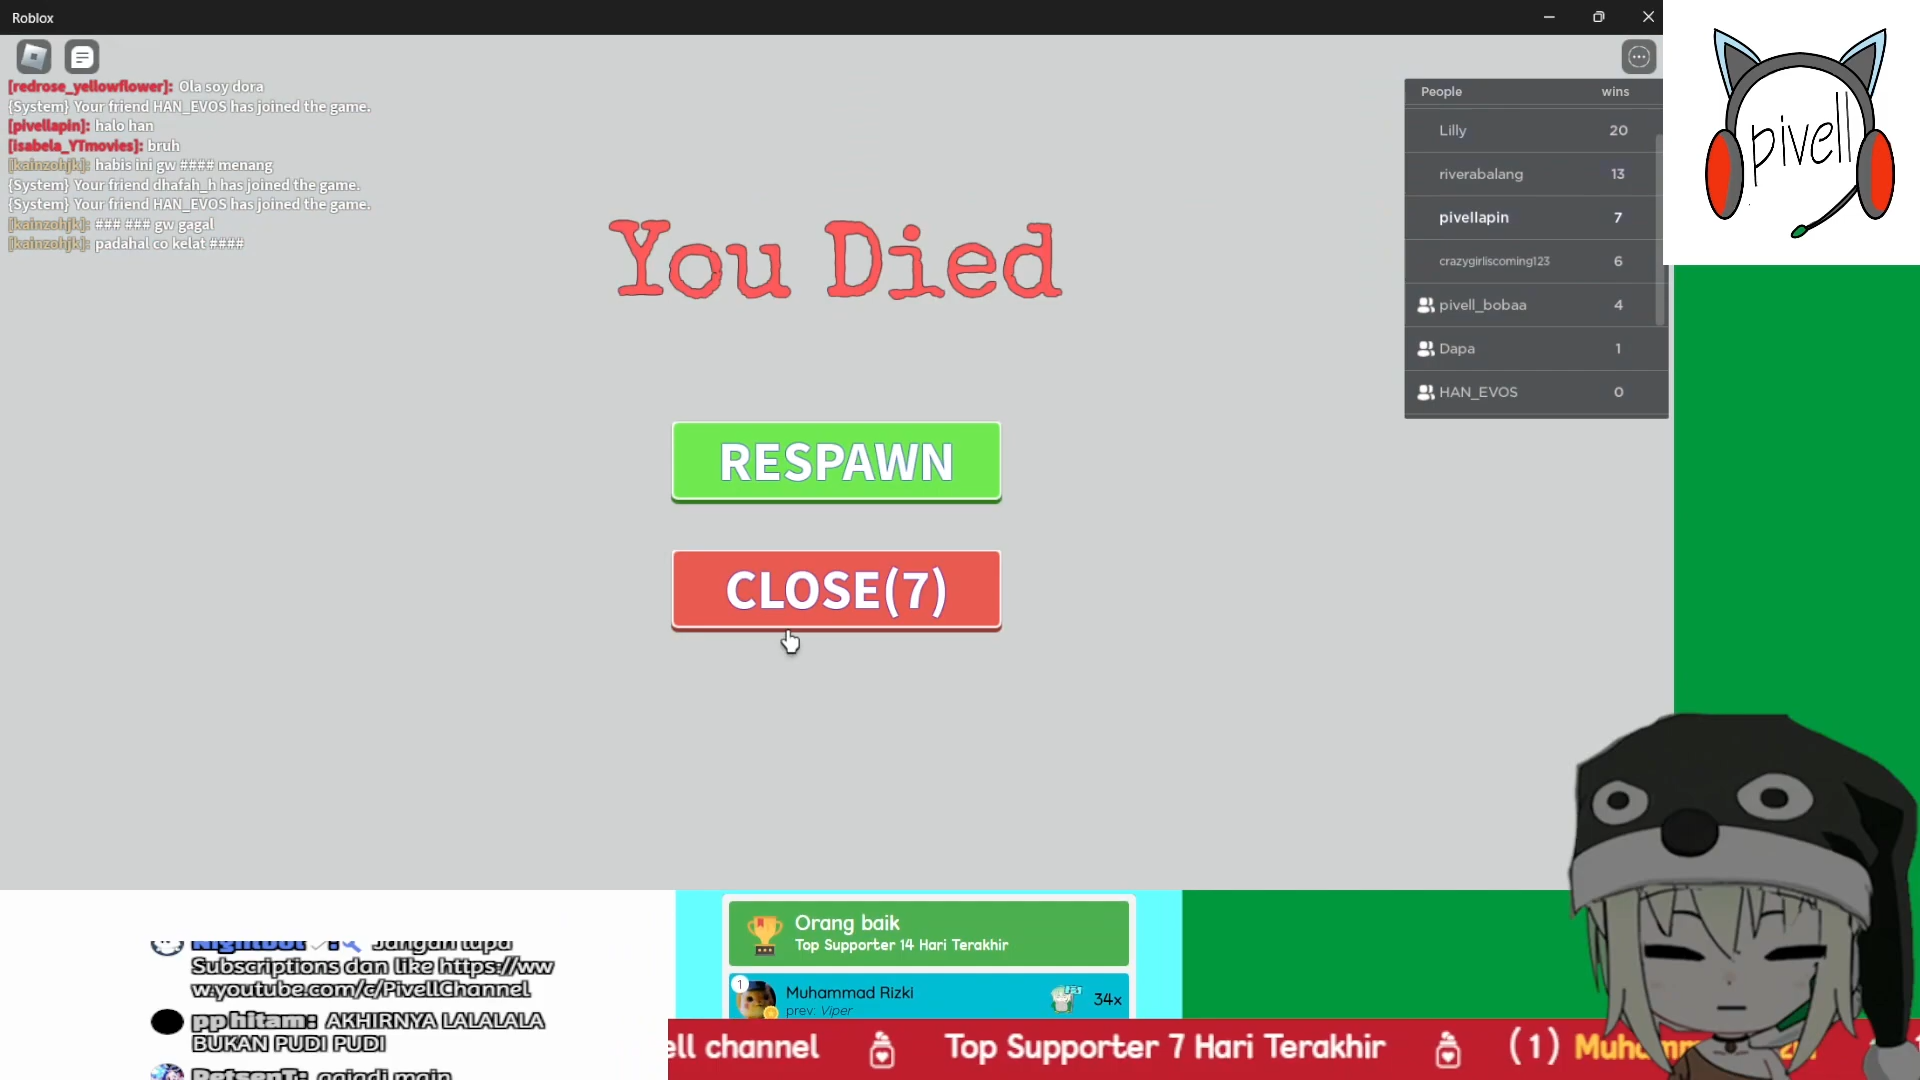 Roblox
[redrose_yellowflower]: Ola soy dora
{System} Your friend HAN_EVOS has joined the game.
[pivellapin]: halo han
[isabela_YTmovies]: bruh
[kainzohjk]: habis ini gw #### menang
{System} Your friend dhafah_h has joined the game.
{System} Your friend HAN_EVOS has joined the game.
[kainzohjk]: ### ### gw gagal
[kainzohjk]: padahal co kelat ####
People wins
Lilly 20
riverabalang 13
pivellapin 7
crazygirliscoming123 6
pivell_bobaa 4
Dapa 1
HAN_EVOS 0
pivell
You Died
RESPAWN
CLOSE(7)
Nightbot : Jangan lupa
Subscriptions dan like https://ww
w.youtube.com/c/PivellChannel
pp hitam: AKHIRNYA LALALALA
BUKAN PUDI PUDI
Orang baik
Top Supporter 14 Hari Terakhir
1 Muhammad Rizki 34x
prev: Viper
ell channel Top Supporter 7 Hari Terakhir (1)